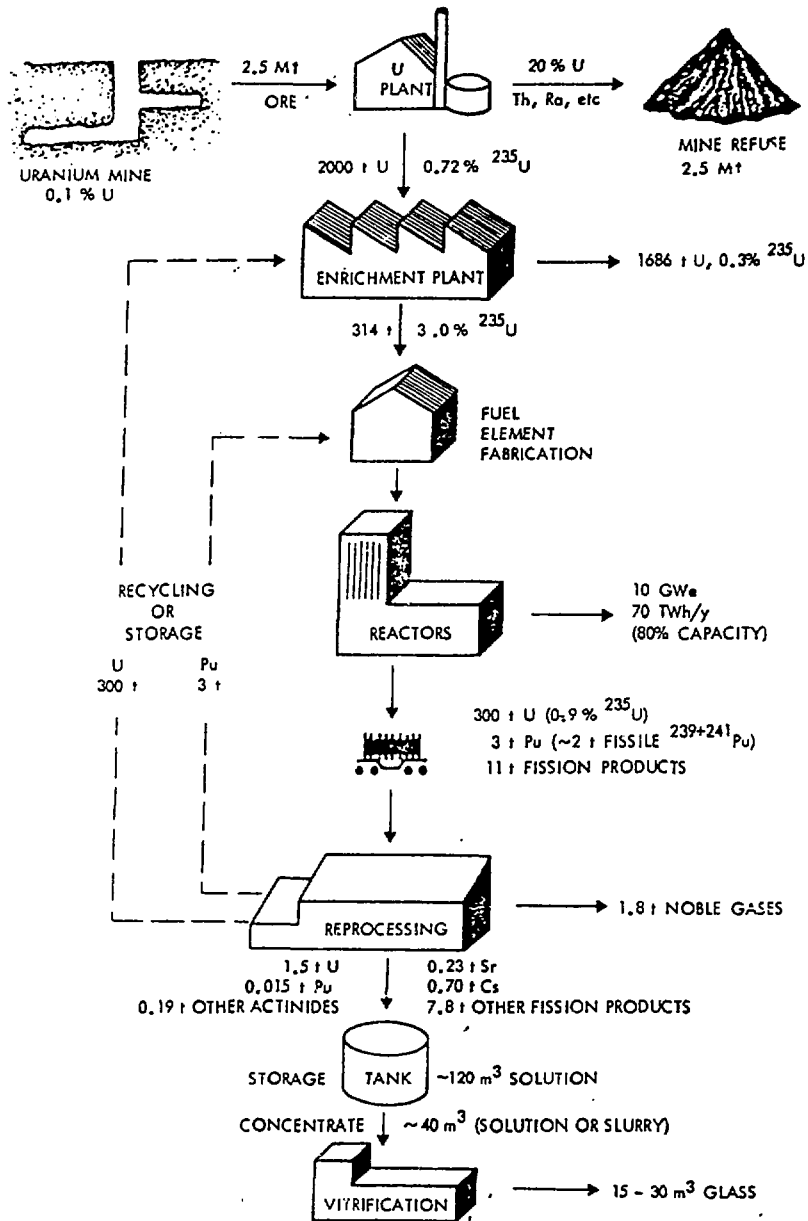 2.5 Mt
ORE
U
PLANT
20 % U
Th, Ra, etc
URANIUM MINE
0.1 % U
MINE REFUSE
2.5 Mt
2000 t U 0.72% ²³⁵U
ENRICHMENT PLANT
1686 t U, 0.3% ²³⁵U
314 t 3.0% ²³⁵U
FUEL
ELEMENT
FABRICATION
RECYCLING
OR
STORAGE
U Pu
300 t 3 t
REACTORS
10 GWe
70 TWh/y
(80% CAPACITY)
300 t U (0.9 % ²³⁵U)
3 t Pu (~2 t FISSILE ²³⁹⁺²⁴¹Pu)
11 t FISSION PRODUCTS
REPROCESSING
1.8 t NOBLE GASES
1.5 t U 0.23 t Sr
0.015 t Pu 0.70 t Cs
0.19 t OTHER ACTINIDES 7.8 t OTHER FISSION PRODUCTS
STORAGE TANK ~120 m³ SOLUTION
CONCENTRATE ~40 m³ (SOLUTION OR SLURRY)
VITRIFICATION
15 - 30 m³ GLASS